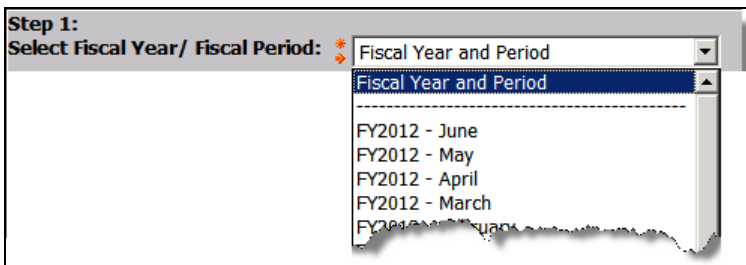 Step 1:
Select Fiscal Year/ Fiscal Period: Fiscal Year and Period
Fiscal Year and Period
----------------------------------------
FY2012 - June
FY2012 - May
FY2012 - April
FY2012 - March